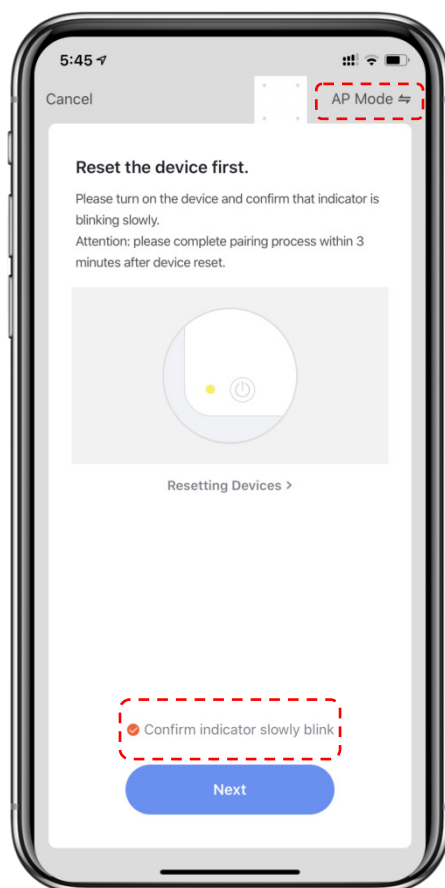 5:45
Cancel
AP Mode
Reset the device first.
Please turn on the device and confirm that indicator is
blinking slowly.
Attention: please complete pairing process within 3
minutes after device reset.
Resetting Devices >
Confirm indicator slowly blink
Next